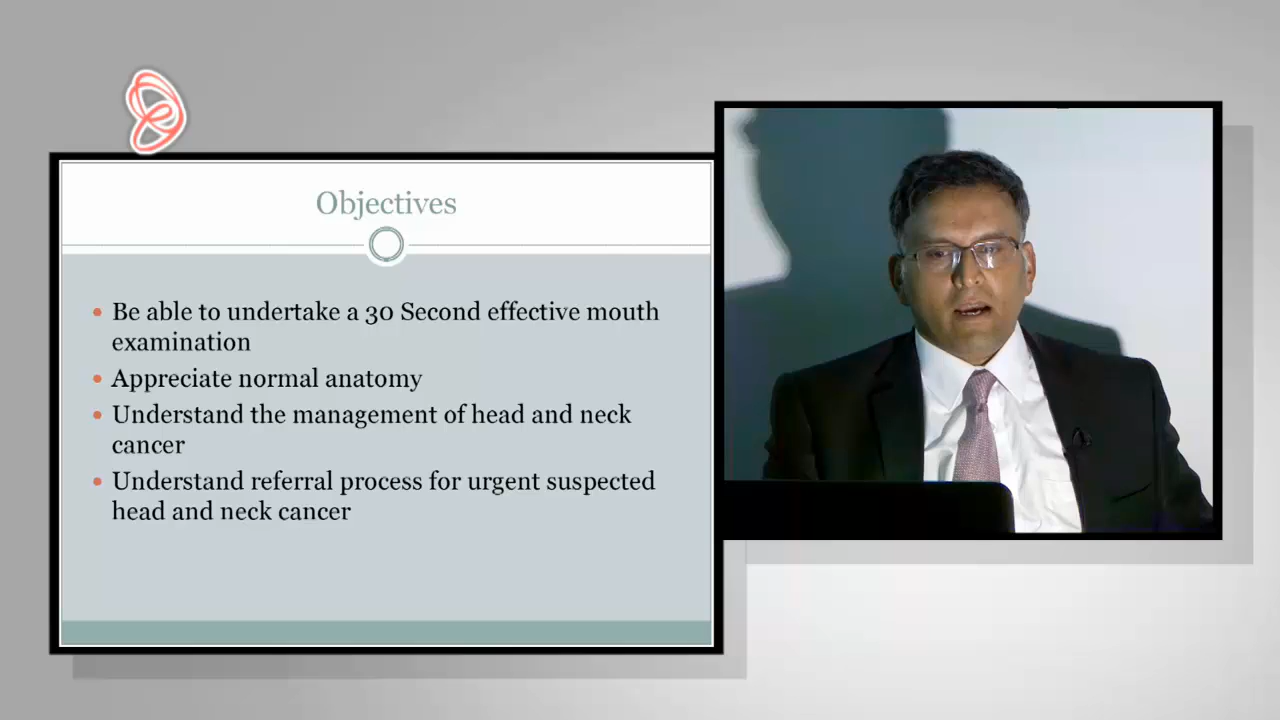 Objectives
• Be able to undertake a 30 Second effective mouth
examination
• Appreciate normal anatomy
• Understand the management of head and neck
cancer
• Understand referral process for urgent suspected
head and neck cancer